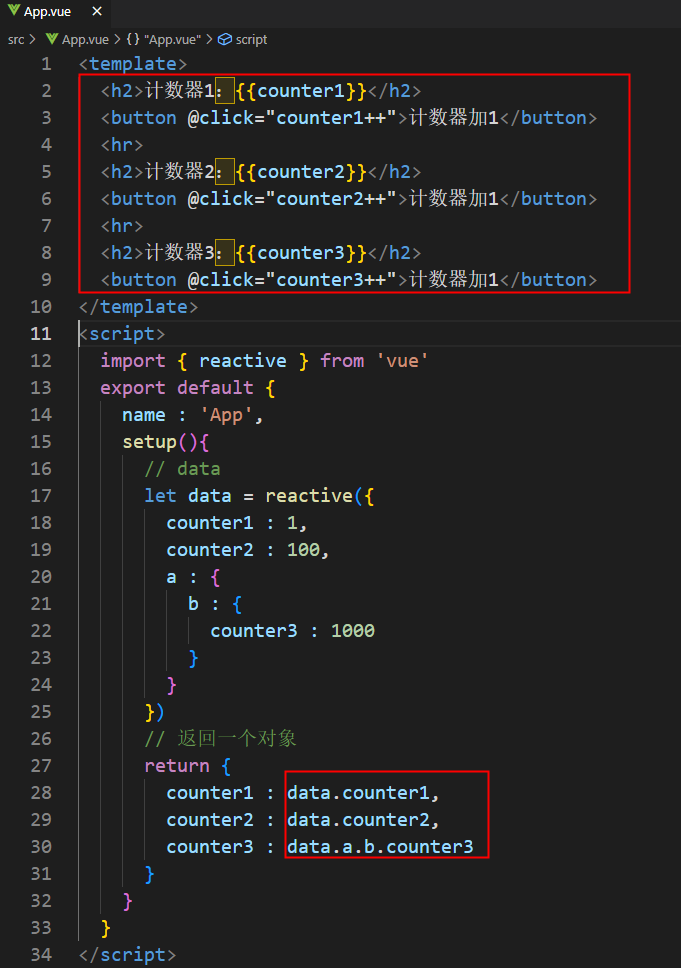 App.vue ×
src > App.vue > {} "App.vue" > script
1 <template>
2   <h2>计数器1：{{counter1}}</h2>
3   <button @click="counter1++">计数器加1</button>
4   <hr>
5   <h2>计数器2：{{counter2}}</h2>
6   <button @click="counter2++">计数器加1</button>
7   <hr>
8   <h2>计数器3：{{counter3}}</h2>
9   <button @click="counter3++">计数器加1</button>
10 </template>
11 <script>
12   import { reactive } from 'vue'
13   export default {
14     name : 'App',
15     setup(){
16       // data
17       let data = reactive({
18         counter1 : 1,
19         counter2 : 100,
20         a : {
21           b : {
22             counter3 : 1000
23           }
24         }
25       })
26       // 返回一个对象
27       return {
28         counter1 : data.counter1,
29         counter2 : data.counter2,
30         counter3 : data.a.b.counter3
31       }
32     }
33   }
34 </script>